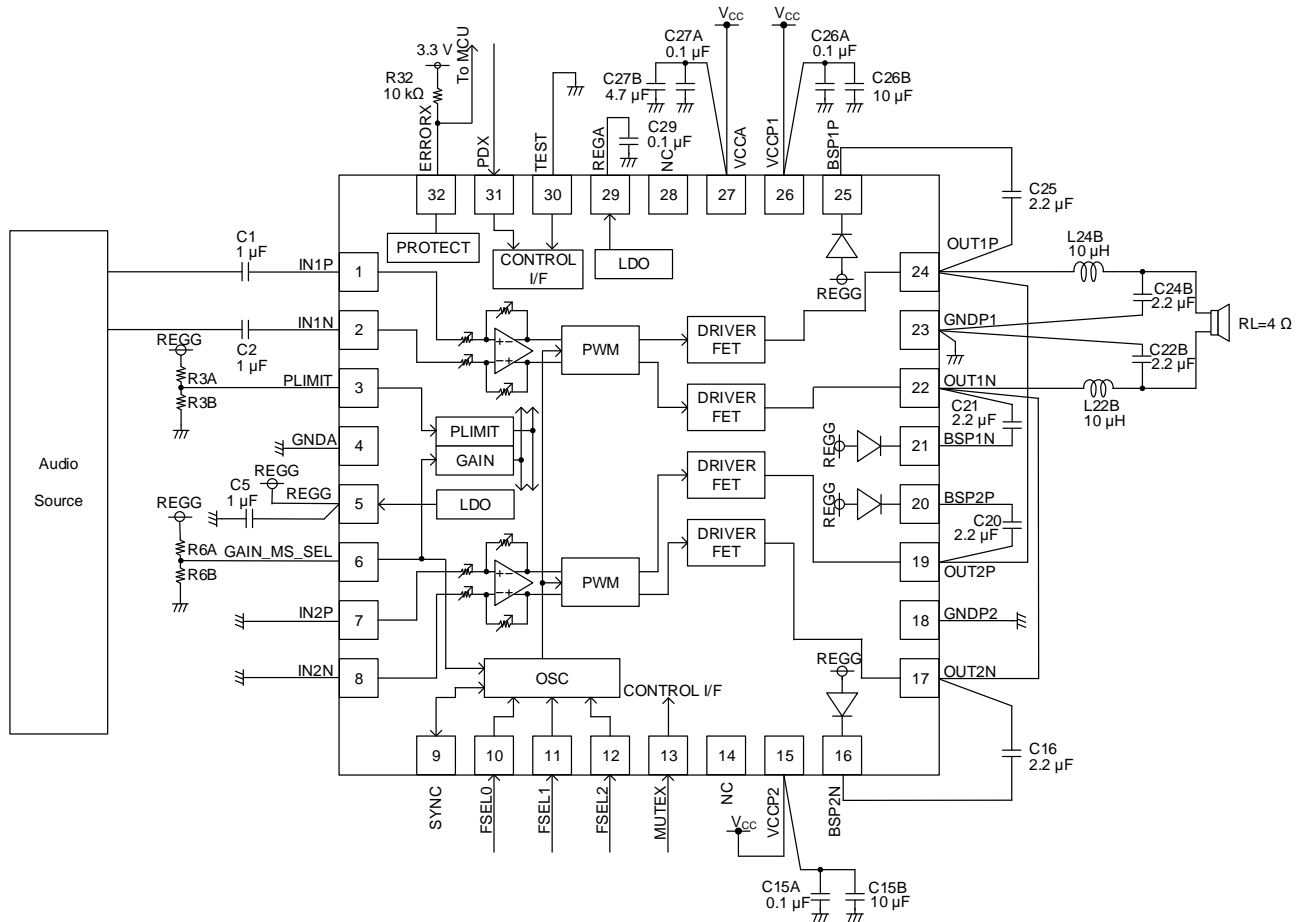 V_CC
V_CC
C27A
0.1 µF
C26A
0.1 µF
3.3 V
To MCU
R32
10 kΩ
C27B
4.7 µF
C26B
10 µF
C29
0.1 µF
ERRORX
PDX
TEST
REGA
NC
VCCA
VCCP1
BSP1P
32
31
30
29
28
27
26
25
C25
2.2 µF
PROTECT
CONTROL
I/F
LDO
REGG
Audio
Source
C1
1 µF
IN1P
1
24
OUT1P
L24B
10 µH
C24B
2.2 µF
IN1N
2
C2
1 µF
23
GNDP1
RL=4 Ω
C22B
2.2 µF
REGG
R3A
R3B
PLIMIT
3
PWM
DRIVER
FET
DRIVER
FET
22
OUT1N
L22B
10 µH
C21
2.2 µF
GNDA
4
PLIMIT
GAIN
REGG
21
BSP1N
REGG
C5
1 µF
REGG
5
LDO
DRIVER
FET
REGG
20
BSP2P
C20
2.2 µF
REGG
R6A
R6B
GAIN_MS_SEL
6
DRIVER
FET
19
OUT2P
IN2P
7
PWM
18
GNDP2
IN2N
8
OSC
CONTROL I/F
REGG
17
OUT2N
9
10
11
12
13
14
15
16
C16
2.2 µF
SYNC
FSEL0
FSEL1
FSEL2
MUTEX
NC
VCCP2
BSP2N
V_CC
C15A
0.1 µF
C15B
10 µF